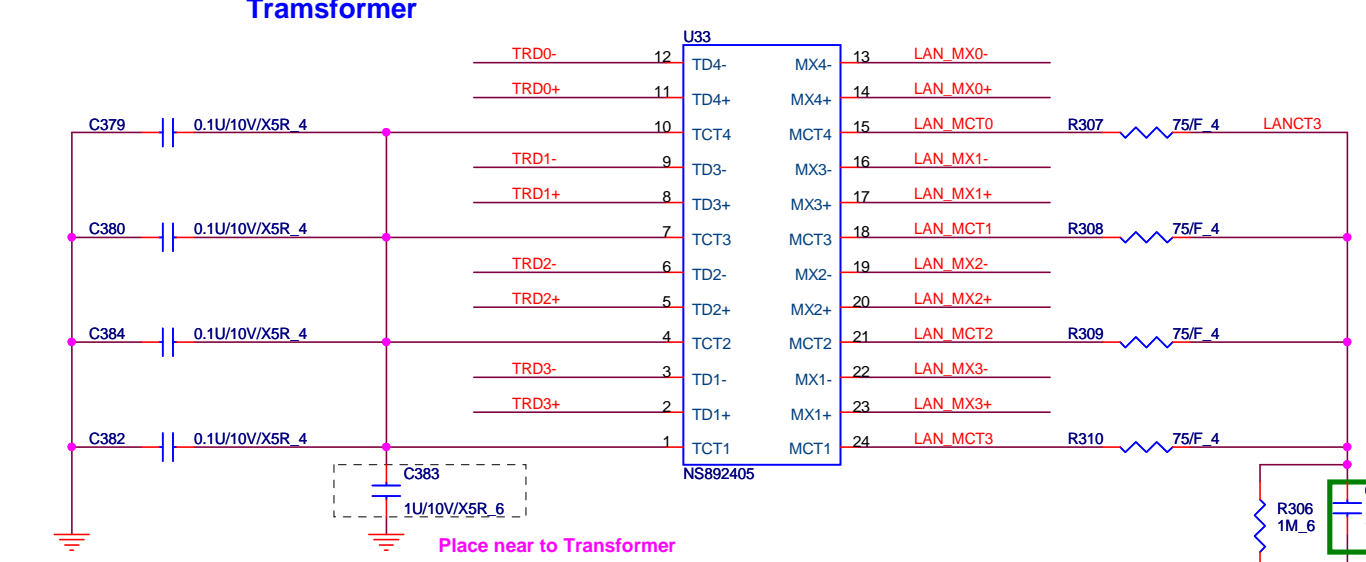 Tramsformer
U33
TRD0- 12 TD4- MX4- 13 LAN_MX0-
TRD0+ 11 TD4+ MX4+ 14 LAN_MX0+
C379 0.1U/10V/X5R_4 10 TCT4 MCT4 15 LAN_MCT0 R307 75/F_4 LANCT3
TRD1- 9 TD3- MX3- 16 LAN_MX1-
TRD1+ 8 TD3+ MX3+ 17 LAN_MX1+
C380 0.1U/10V/X5R_4 7 TCT3 MCT3 18 LAN_MCT1 R308 75/F_4
TRD2- 6 TD2- MX2- 19 LAN_MX2-
TRD2+ 5 TD2+ MX2+ 20 LAN_MX2+
C384 0.1U/10V/X5R_4 4 TCT2 MCT2 21 LAN_MCT2 R309 75/F_4
TRD3- 3 TD1- MX1- 22 LAN_MX3-
TRD3+ 2 TD1+ MX1+ 23 LAN_MX3+
C382 0.1U/10V/X5R_4 1 TCT1 MCT1 24 LAN_MCT3 R310 75/F_4
C383 NS892405
1U/10V/X5R_6 R306
1M_6
Place near to Transformer